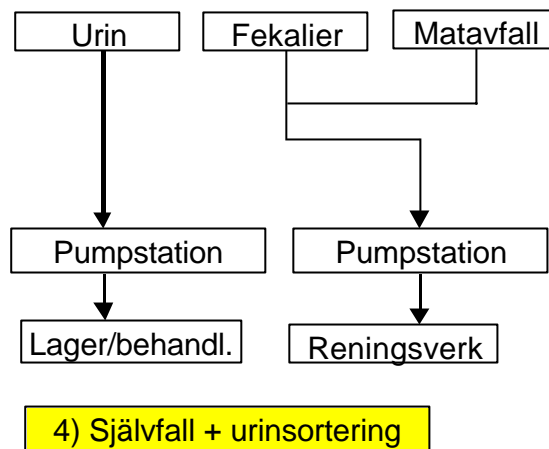 Urin
Fekalier
Matavfall
Pumpstation
Pumpstation
Lager/behandl.
Reningsverk
4) Självfall + urinsortering